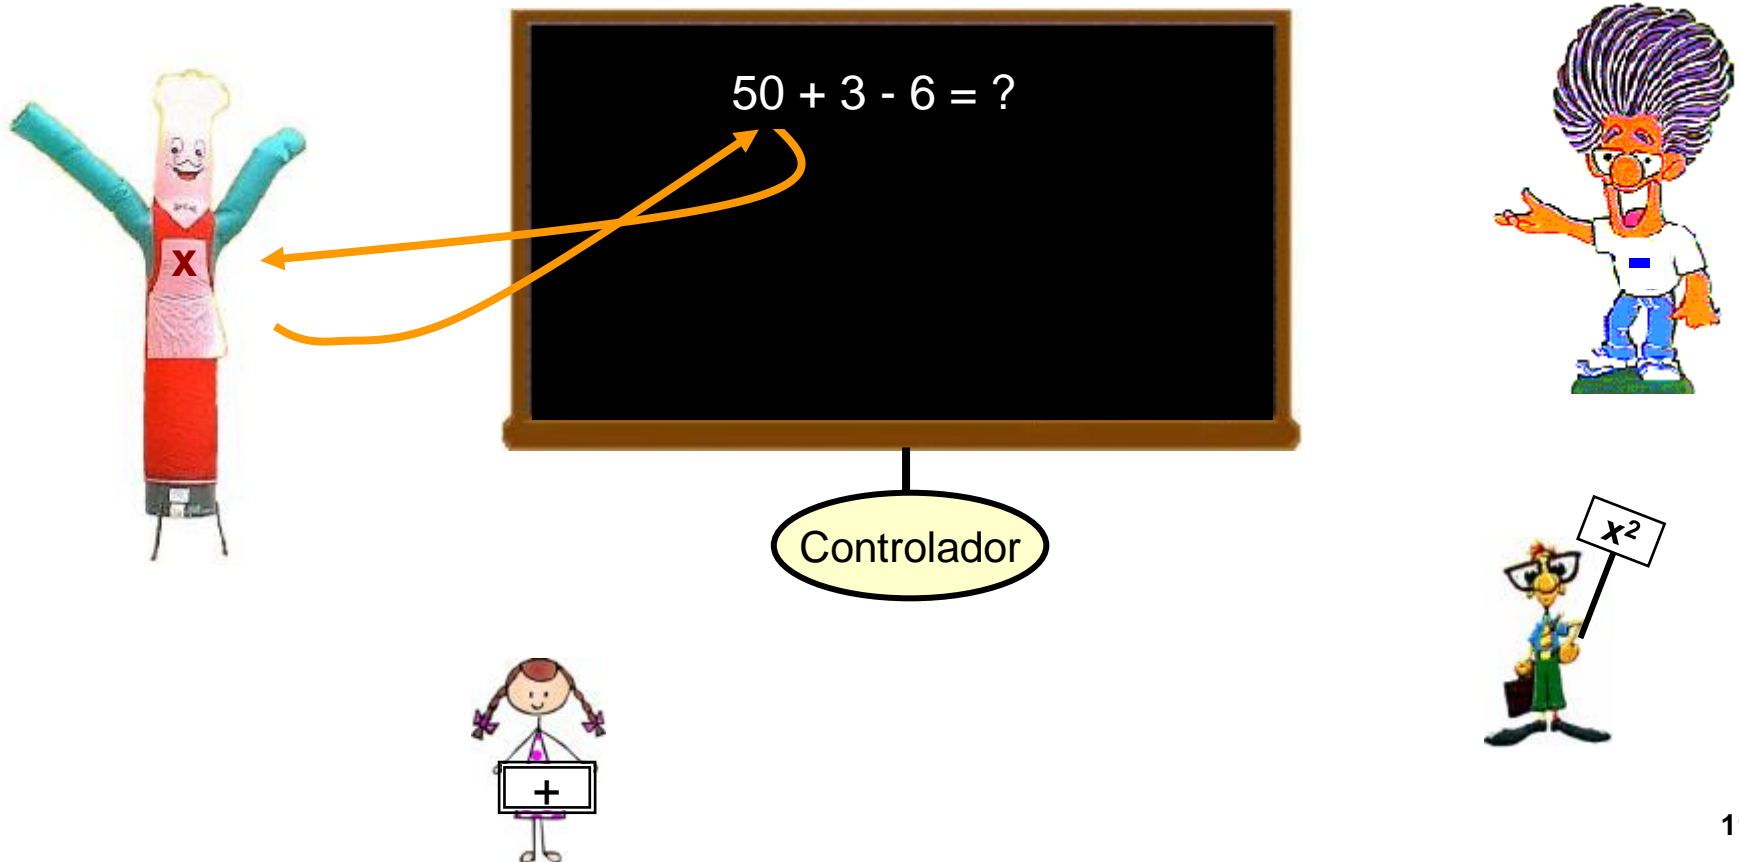 50 + 3 - 6 = ?
x
-
Controlador
x²
+
1